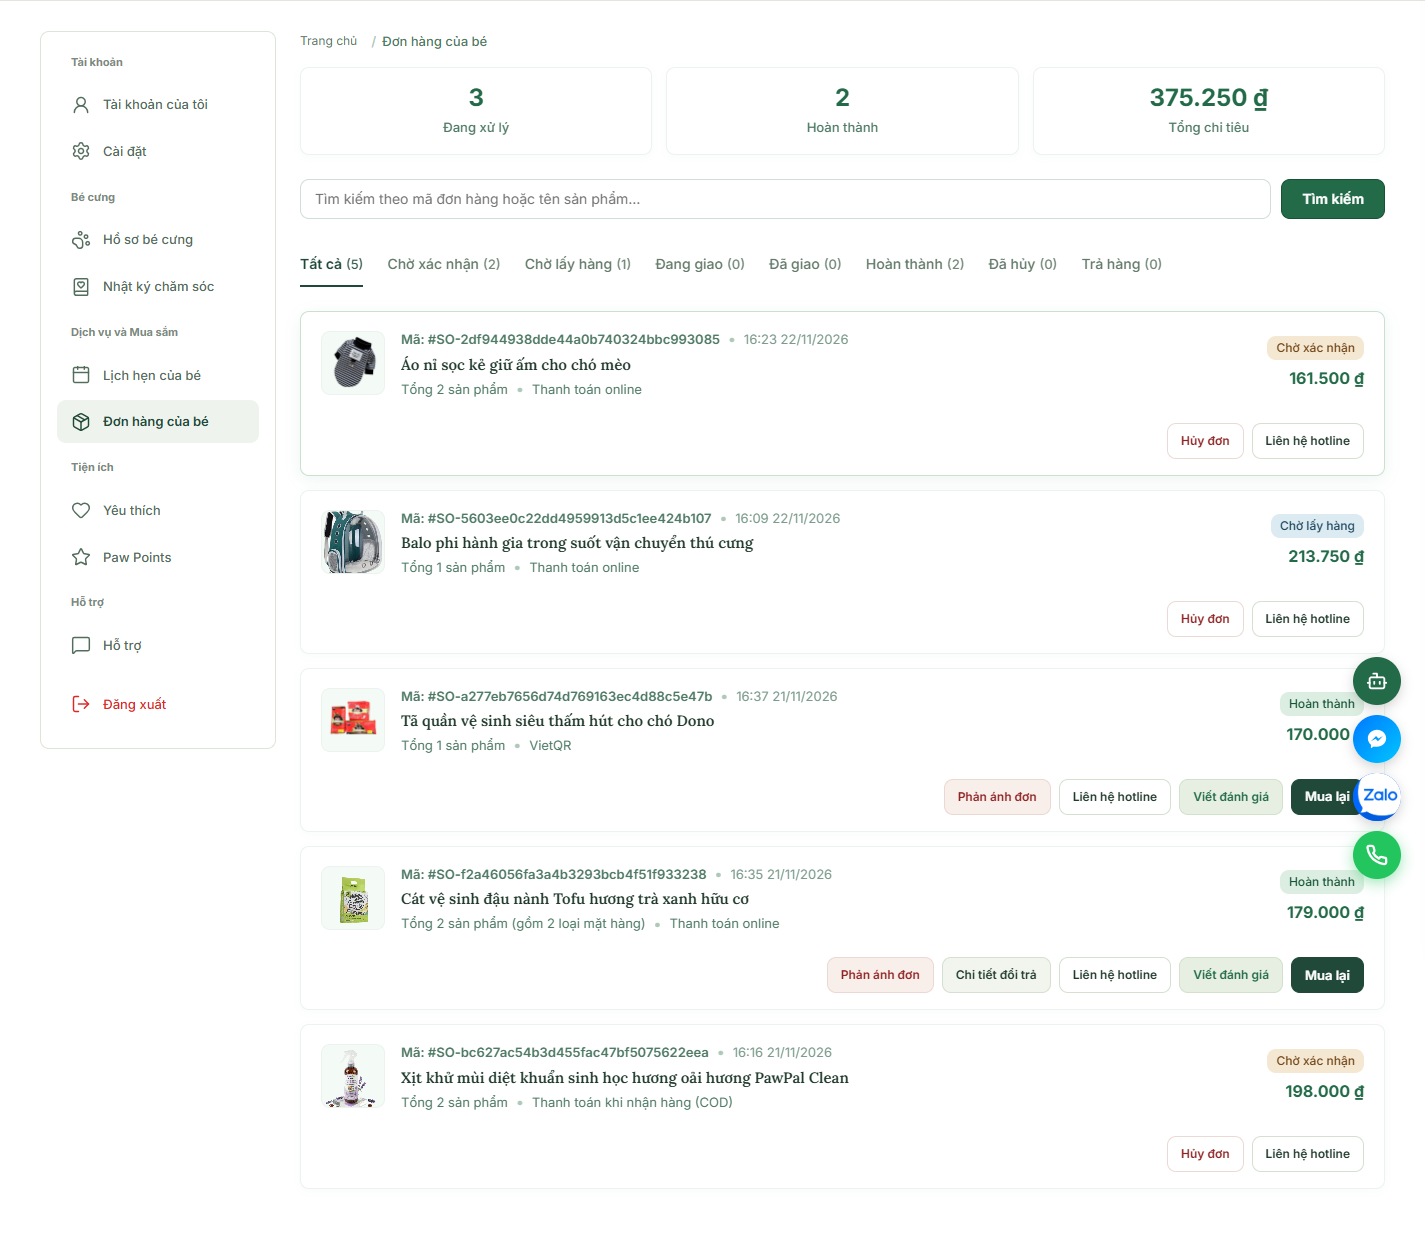 Tài khoản
Tài khoản của tôi
Cài đặt
Bé cưng
Hồ sơ bé cưng
Nhật ký chăm sóc
Dịch vụ và Mua sắm
Lịch hẹn của bé
Đơn hàng của bé
Tiện ích
Yêu thích
Paw Points
Hỗ trợ
Hỗ trợ
Đăng xuất
Trang chủ / Đơn hàng của bé
3
Đang xử lý
2
Hoàn thành
375.250 ₫
Tổng chi tiêu
Tìm kiếm theo mã đơn hàng hoặc tên sản phẩm...
Tìm kiếm
Tất cả (5) Chờ xác nhận (2) Chờ lấy hàng (1) Đang giao (0) Đã giao (0) Hoàn thành (2) Đã hủy (0) Trả hàng (0)
Mã: #SO-2df944938dde44a0b740324bbc993085 • 16:23 22/11/2026
Áo nỉ sọc kẻ giữ ấm cho chó mèo
Tổng 2 sản phẩm • Thanh toán online
Chờ xác nhận
161.500 ₫
Hủy đơn Liên hệ hotline
Mã: #SO-5603ee0c22dd4959913d5c1ee424b107 • 16:09 22/11/2026
Balo phi hành gia trong suốt vận chuyển thú cưng
Tổng 1 sản phẩm • Thanh toán online
Chờ lấy hàng
213.750 ₫
Hủy đơn Liên hệ hotline
Mã: #SO-a277eb7656d74d769163ec4d88c5e47b • 16:37 21/11/2026
Tã quần vệ sinh siêu thấm hút cho chó Dono
Tổng 1 sản phẩm • VietQR
Hoàn thành
170.000
Phản ánh đơn Liên hệ hotline Viết đánh giá Mua lại
Zalo
Mã: #SO-f2a46056fa3a4b3293bcb4f51f933238 • 16:35 21/11/2026
Cát vệ sinh đậu nành Tofu hương trà xanh hữu cơ
Tổng 2 sản phẩm (gồm 2 loại mặt hàng) • Thanh toán online
Hoàn thành
179.000 ₫
Phản ánh đơn Chi tiết đổi trả Liên hệ hotline Viết đánh giá Mua lại
Mã: #SO-bc627ac54b3d455fac47bf5075622eea • 16:16 21/11/2026
Xịt khử mùi diệt khuẩn sinh học hương oải hương PawPal Clean
Tổng 2 sản phẩm • Thanh toán khi nhận hàng (COD)
Chờ xác nhận
198.000 ₫
Hủy đơn Liên hệ hotline